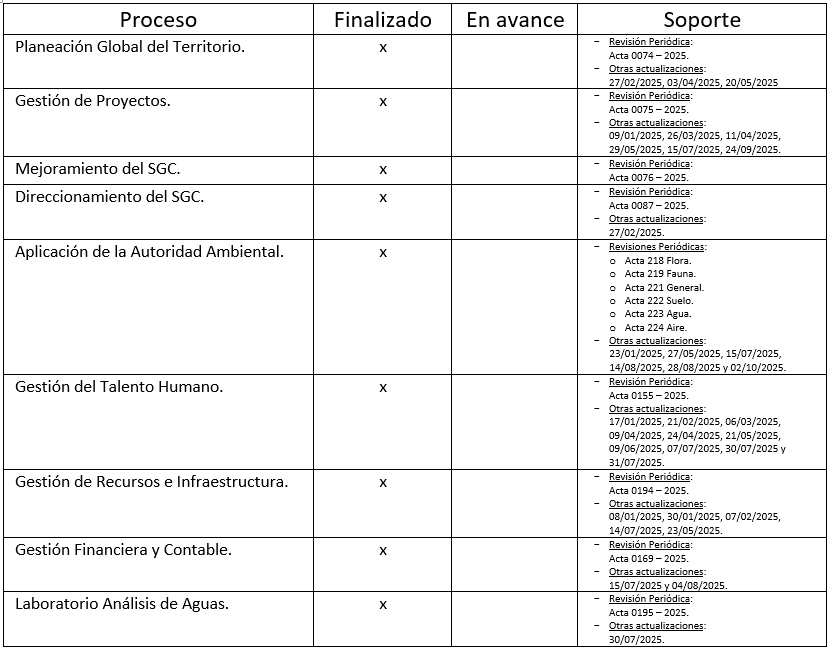 Proceso Finalizado En avance Soporte
Planeación Global del Territorio. x
− Revisión Periódica:
Acta 0074 – 2025.
− Otras actualizaciones:
27/02/2025, 03/04/2025, 20/05/2025
Gestión de Proyectos. x
− Revisión Periódica:
Acta 0075 – 2025.
− Otras actualizaciones:
09/01/2025, 26/03/2025, 11/04/2025,
29/05/2025, 15/07/2025, 24/09/2025.
Mejoramiento del SGC. x
− Revisión Periódica:
Acta 0076 – 2025.
Direccionamiento del SGC. x
− Revisión Periódica:
Acta 0087 – 2025.
− Otras actualizaciones:
27/02/2025.
Aplicación de la Autoridad Ambiental. x
− Revisiones Periódicas:
o Acta 218 Flora.
o Acta 219 Fauna.
o Acta 221 General.
o Acta 222 Suelo.
o Acta 223 Agua.
o Acta 224 Aire.
− Otras actualizaciones:
23/01/2025, 27/05/2025, 15/07/2025,
14/08/2025, 28/08/2025 y 02/10/2025.
Gestión del Talento Humano. x
− Revisión Periódica:
Acta 0155 – 2025.
− Otras actualizaciones:
17/01/2025, 21/02/2025, 06/03/2025,
09/04/2025, 24/04/2025, 21/05/2025,
09/06/2025, 07/07/2025, 30/07/2025 y
31/07/2025.
Gestión de Recursos e Infraestructura. x
− Revisión Periódica:
Acta 0194 – 2025.
− Otras actualizaciones:
08/01/2025, 30/01/2025, 07/02/2025,
14/07/2025, 23/05/2025.
Gestión Financiera y Contable. x
− Revisión Periódica:
Acta 0169 – 2025.
− Otras actualizaciones:
15/07/2025 y 04/08/2025.
Laboratorio Análisis de Aguas. x
− Revisión Periódica:
Acta 0195 – 2025.
− Otras actualizaciones:
30/07/2025.